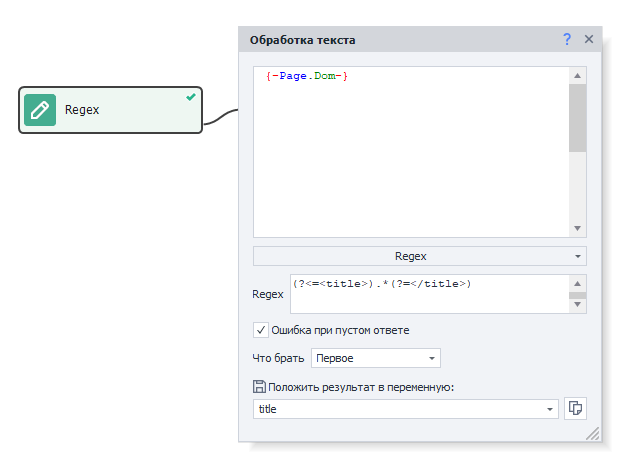 Обработка текста
?
{-Page.Dom-}
Regex
Regex
Regex
(?<=<title>).*(?=</title>)
Ошибка при пустом ответе
Что брать
Первое
Положить результат в переменную:
title